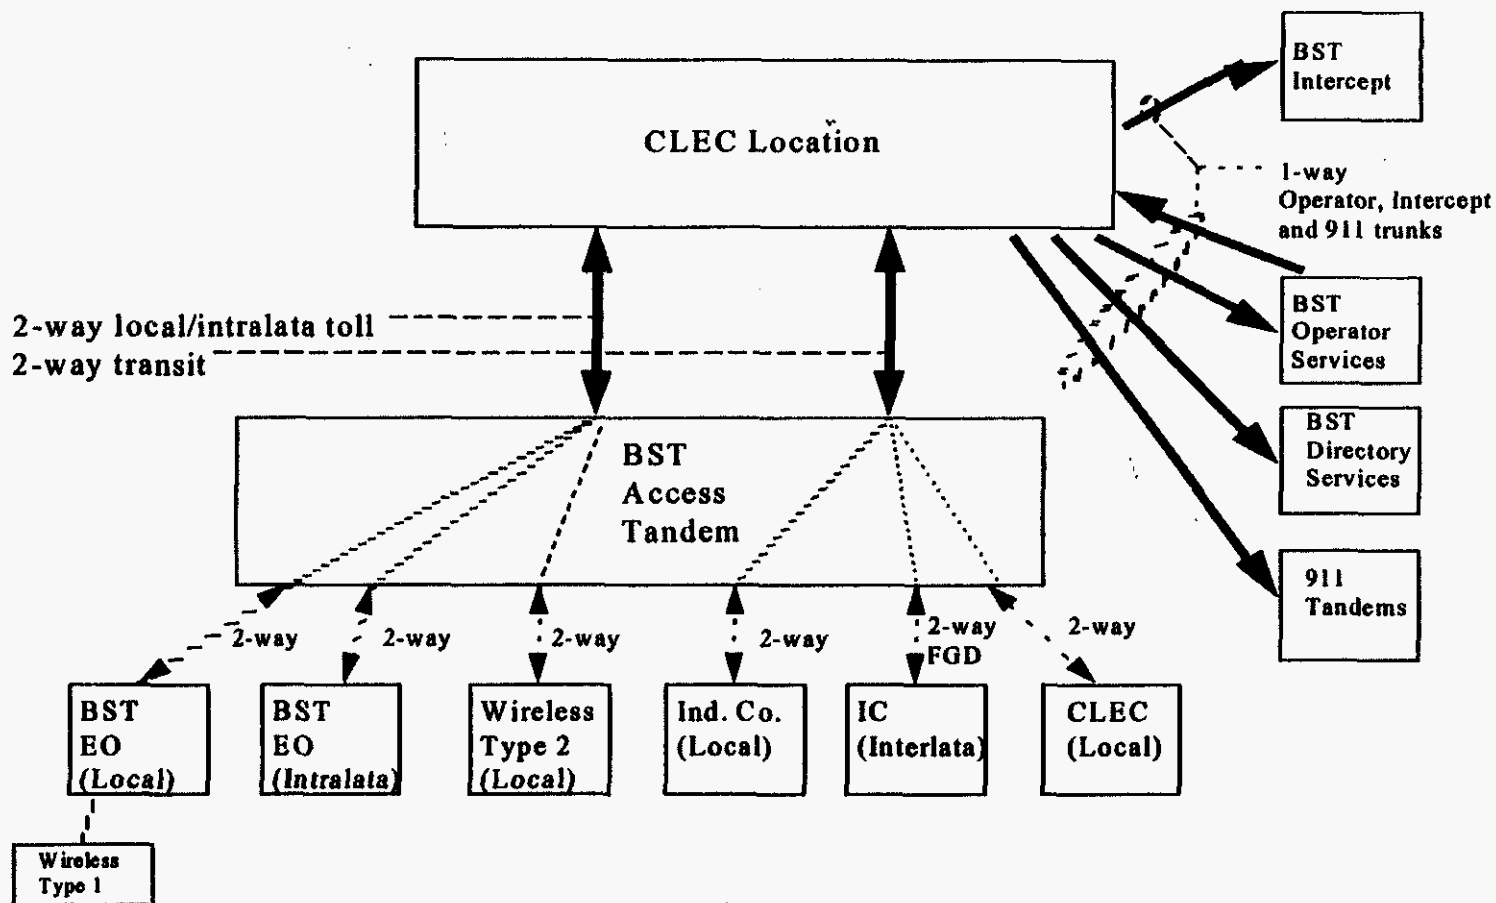 BST
Intercept
CLEC Location
1-way
Operator, Intercept
and 911 trunks
BST
Operator
Services
2-way local/intralata toll
2-way transit
BST
Directory
Services
BST
Access
Tandem
911
Tandems
2-way
2-way
2-way
2-way
2-way
FGD
2-way
BST
EO
(Local)
BST
EO
(Intralata)
Wireless
Type 2
(Local)
Ind. Co.
(Local)
IC
(Interlata)
CLEC
(Local)
Wireless
Type 1